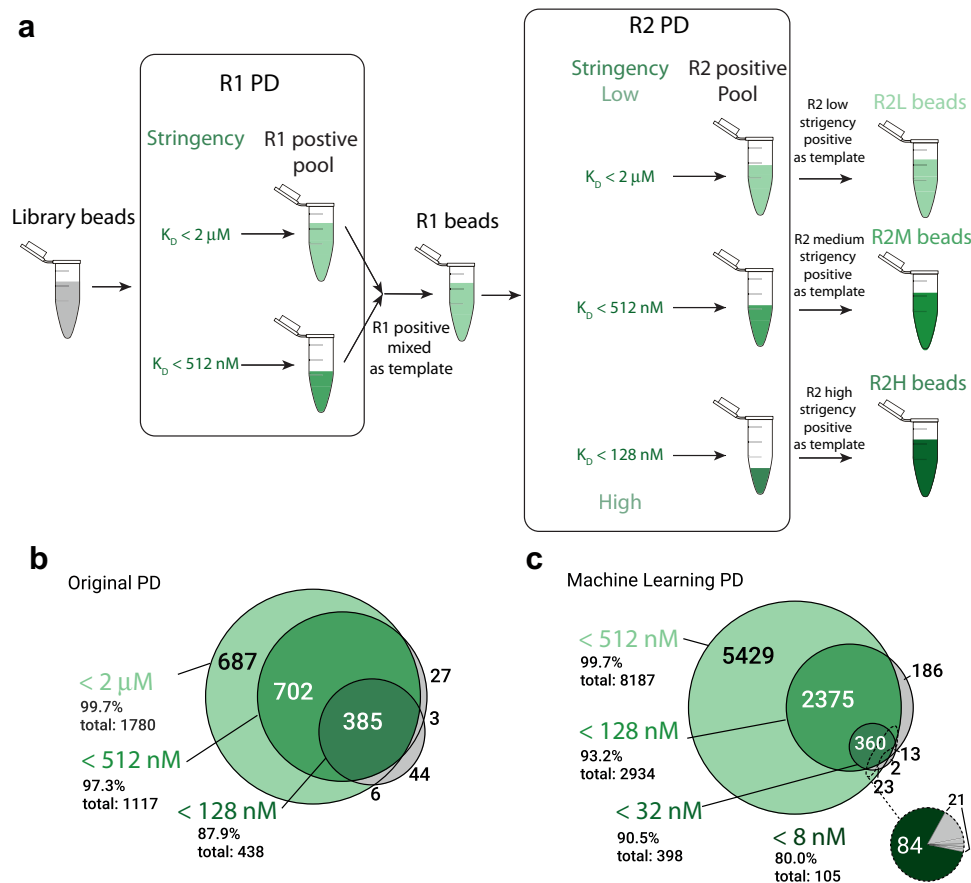 a
R1 PD
Stringency
R1 postive
pool
Library beads
K_D < 2 μM
K_D < 512 nM
R1 beads
R1 positive
mixed
as template
R2 PD
Stringency
Low
R2 positive
Pool
K_D < 2 μM
K_D < 512 nM
K_D < 128 nM
High
R2 low
strigency
positive
as template
R2L beads
R2 medium
stringency
positive
as template
R2M beads
R2 high
strigency
positive
as template
R2H beads
b
Original PD
687
702
385
27
3
44
6
< 2 μM
99.7%
total: 1780
< 512 nM
97.3%
total: 1117
< 128 nM
87.9%
total: 438
c
Machine Learning PD
< 512 nM
99.7%
total: 8187
5429
2375
360
186
13
2
23
< 128 nM
93.2%
total: 2934
< 32 nM
90.5%
total: 398
< 8 nM
80.0%
total: 105
84
21